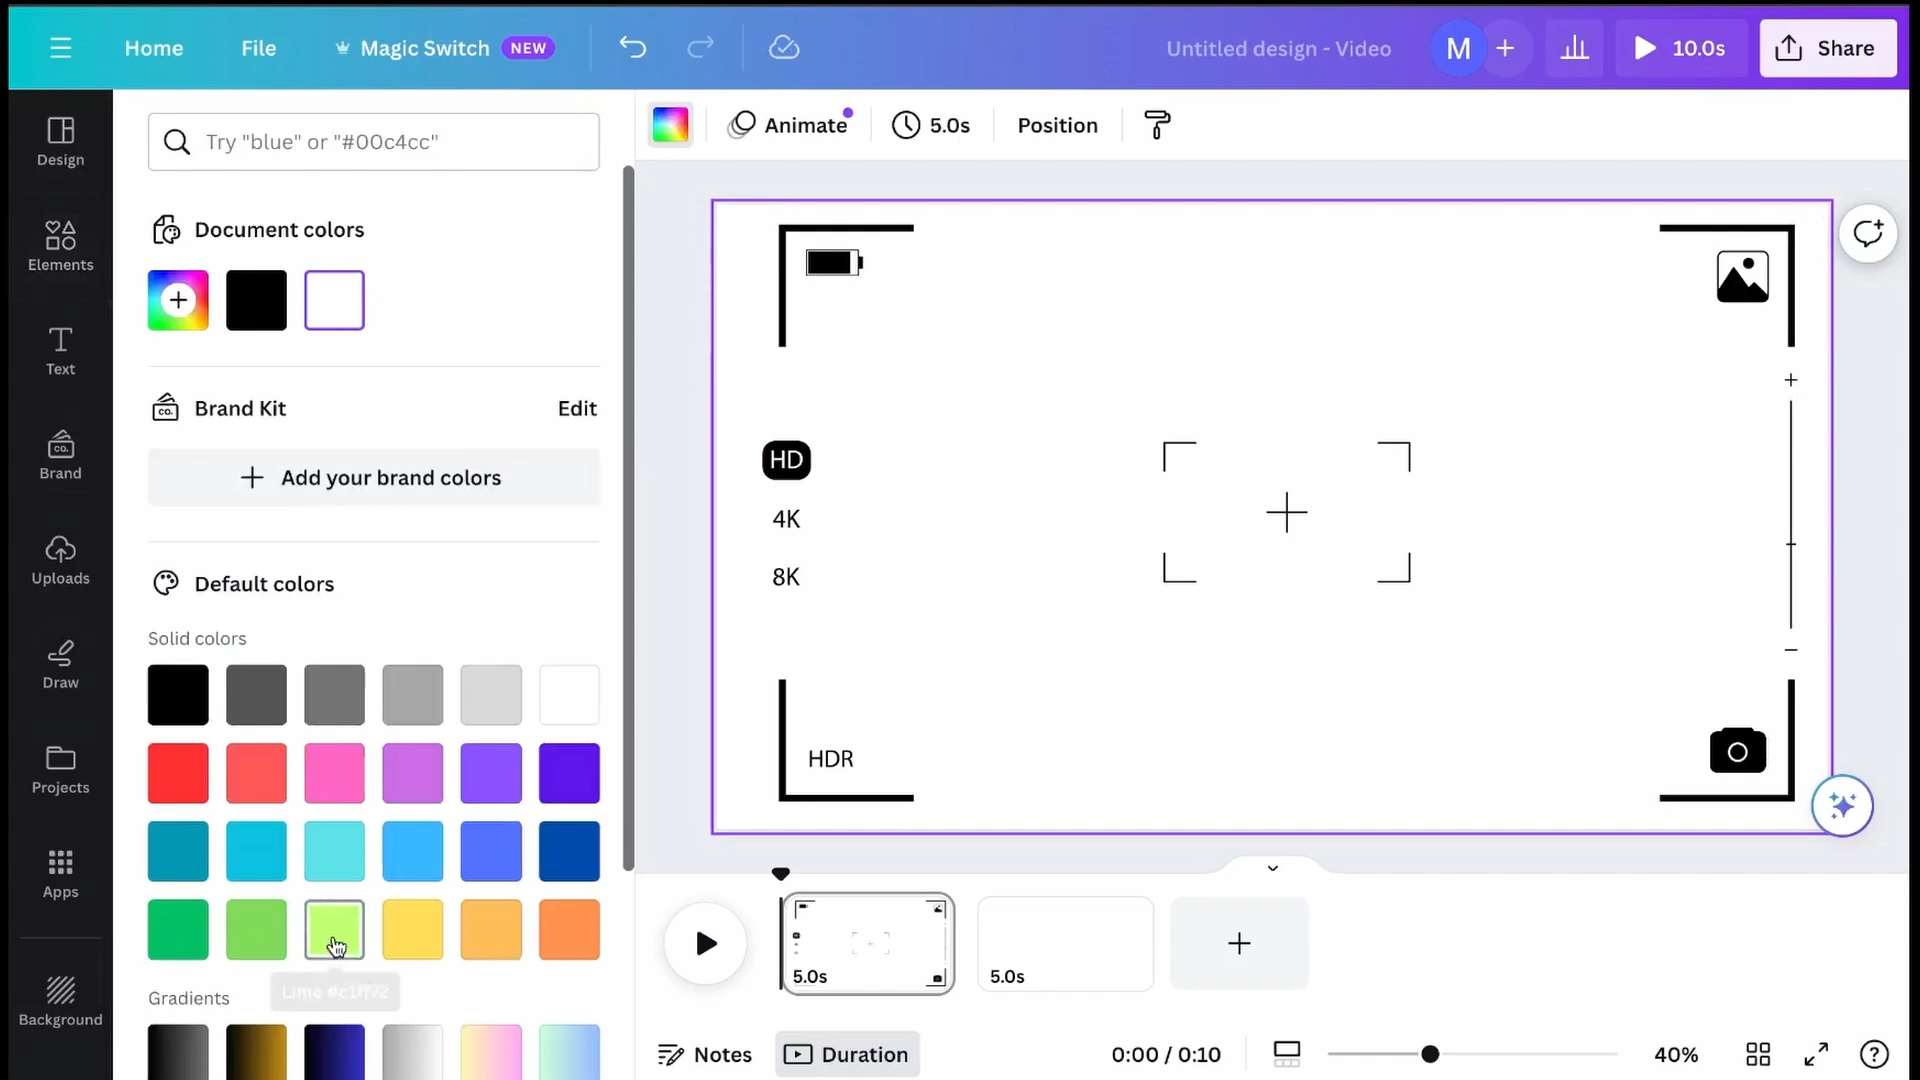 Home File Magic Switch NEW Untitled design - Video M 10.0s Share
Design
Elements
Text
Brand
Uploads
Draw
Projects
Apps
Background
Try "blue" or "#00c4cc"
Document colors
Brand Kit Edit
CO.
Add your brand colors
Default colors
Solid colors
Lime #c1ff72
Gradients
Animate 5.0s Position
HD
4K
8K
HDR
5.0s 5.0s
Notes Duration 0:00 / 0:10 40%